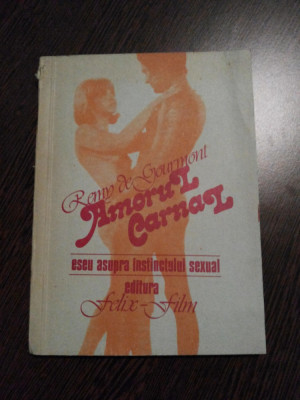 Remy de Gourmont
Amorul
Carnal
eseu asupra instinctului sexual
editura
Felix-Film